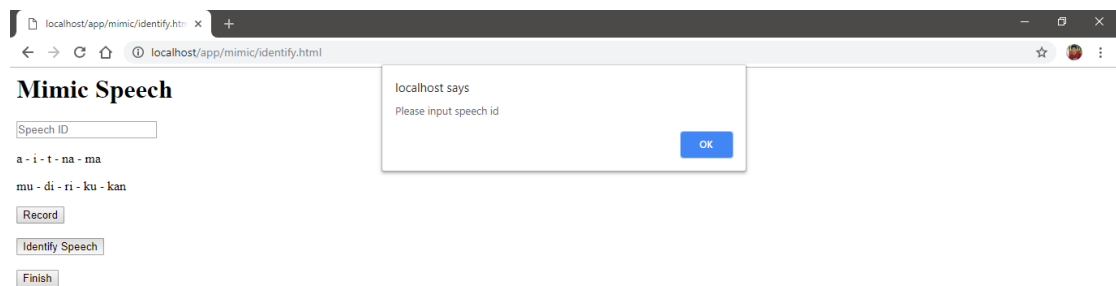 localhost/app/mimic/identify.htm
localhost/app/mimic/identify.html
Mimic Speech
localhost says
Please input speech id
OK
Speech ID
a - i - t - na - ma
mu - di - ri - ku - kan
Record
Identify Speech
Finish